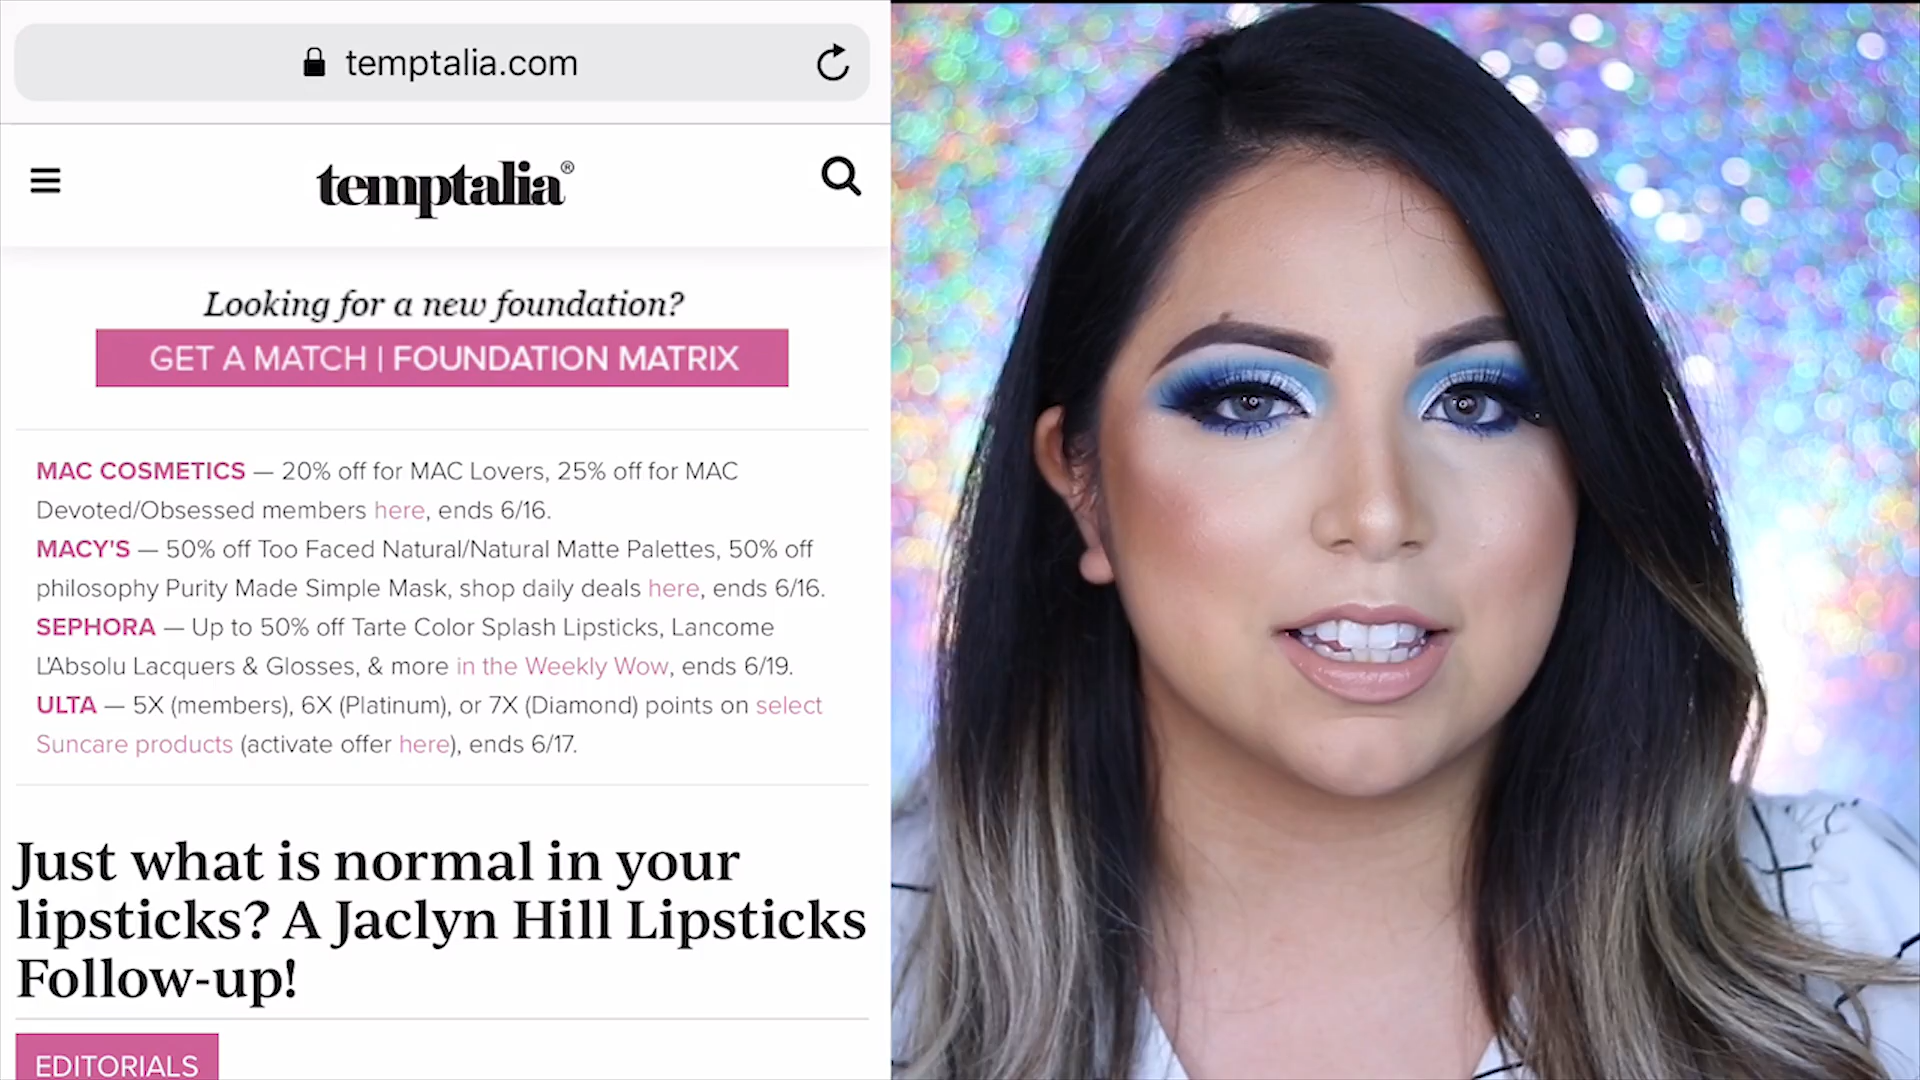 temptalia.com
temptalia®
Looking for a new foundation?
GET A MATCH | FOUNDATION MATRIX
MAC COSMETICS — 20% off for MAC Lovers, 25% off for MAC
Devoted/Obsessed members here, ends 6/16.
MACY'S — 50% off Too Faced Natural/Natural Matte Palettes, 50% off
philosophy Purity Made Simple Mask, shop daily deals here, ends 6/16.
SEPHORA — Up to 50% off Tarte Color Splash Lipsticks, Lancome
L'Absolu Lacquers & Glosses, & more in the Weekly Wow, ends 6/19.
ULTA — 5X (members), 6X (Platinum), or 7X (Diamond) points on select
Suncare products (activate offer here), ends 6/17.
Just what is normal in your
lipsticks? A Jaclyn Hill Lipsticks
Follow-up!
EDITORIALS